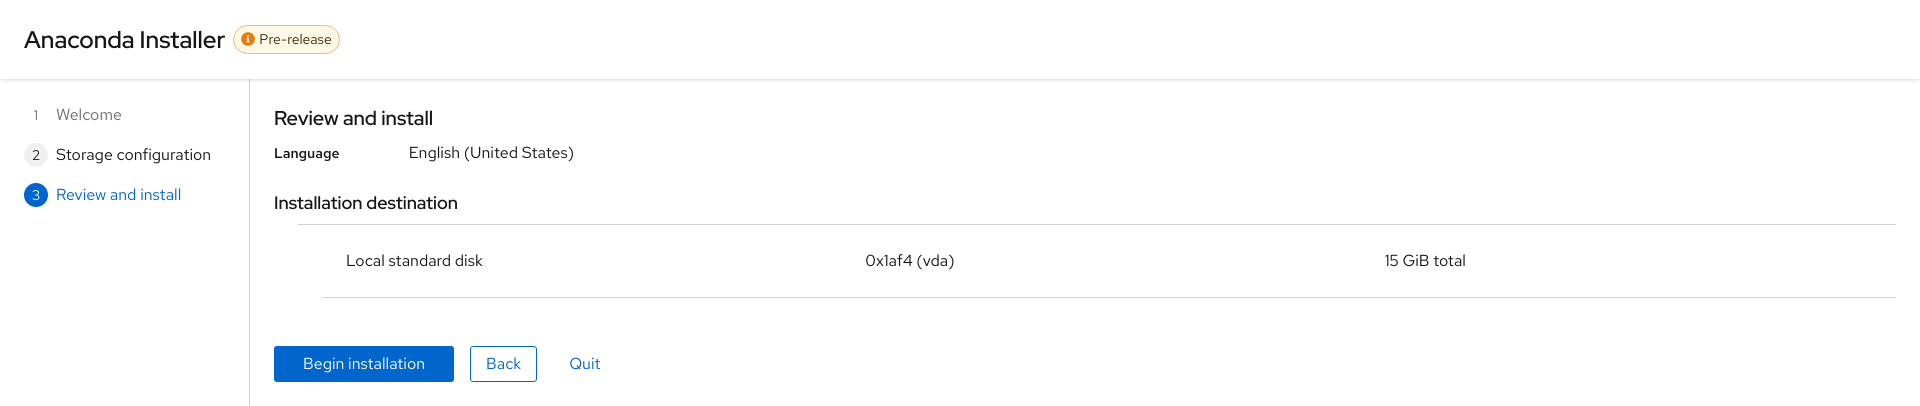 Anaconda Installer Pre-release
1 Welcome
2 Storage configuration
3 Review and install
Review and install
Language English (United States)
Installation destination
Local standard disk 0x1af4 (vda) 15 GiB total
Begin installation Back Quit